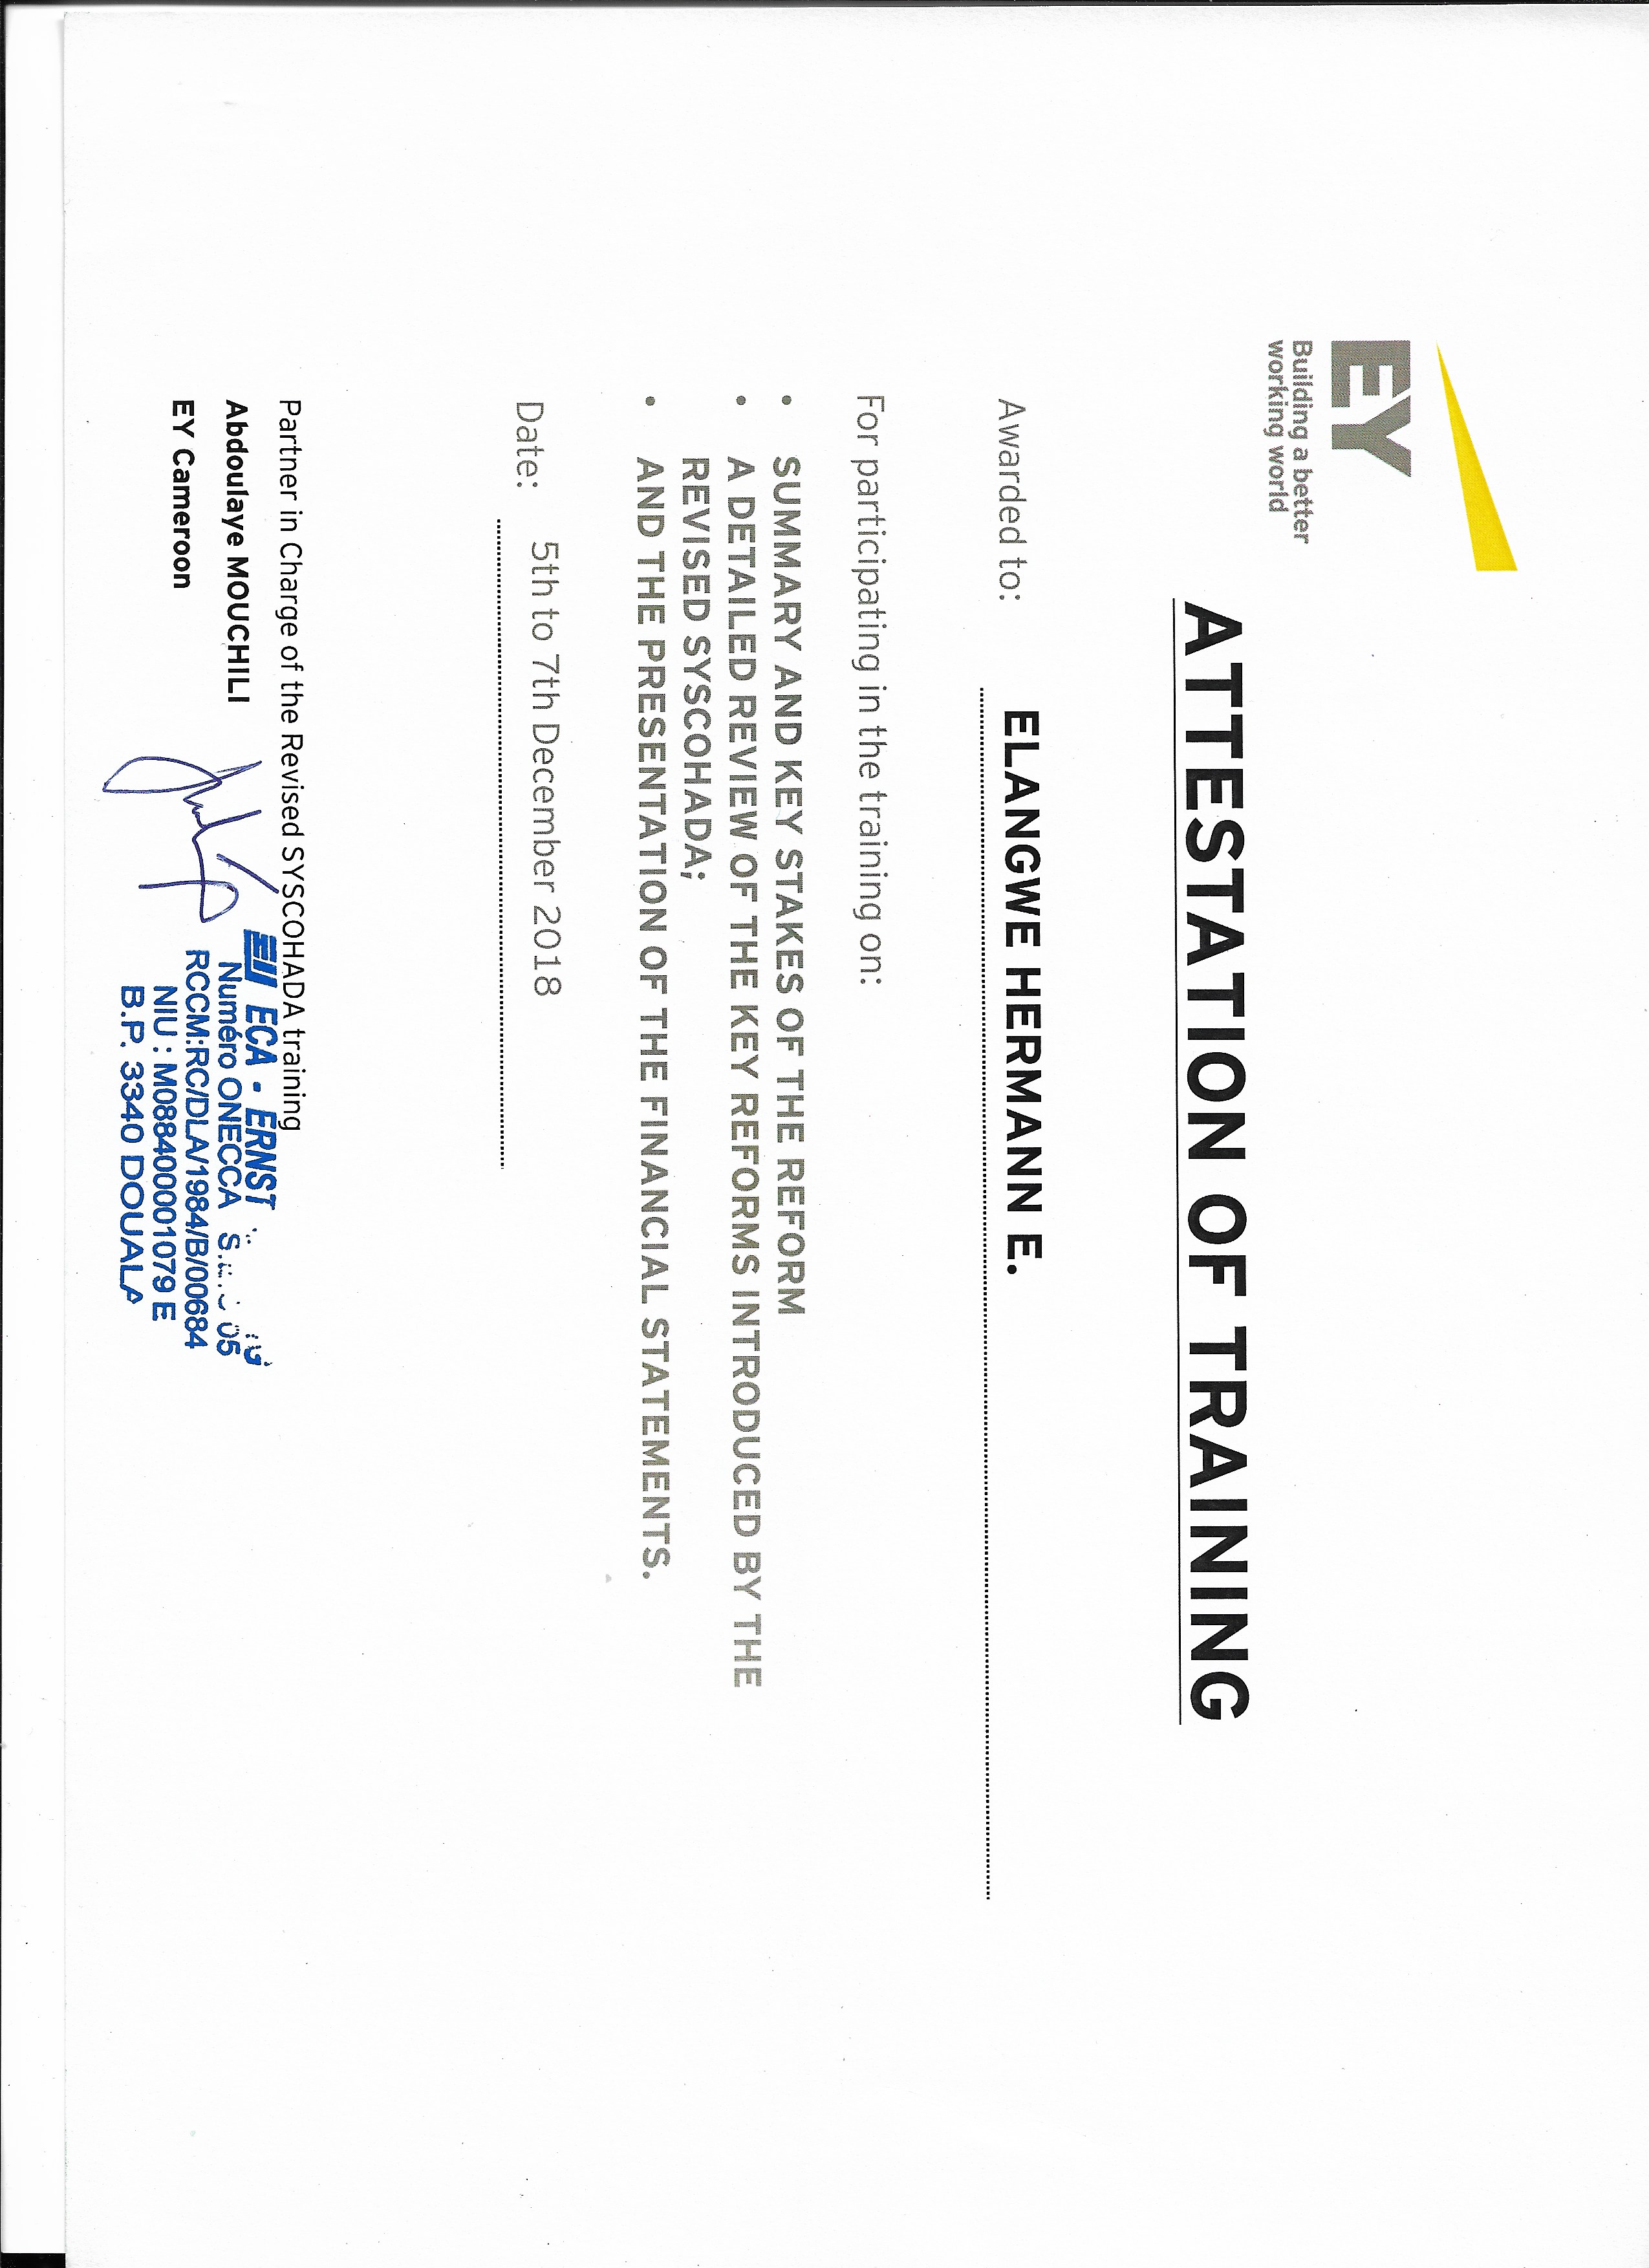 EY
Building a better
working world
ATTESTATION OF TRAINING
Awarded to: ELANGWE HERMANN E.
For participating in the training on:
• SUMMARY AND KEY STAKES OF THE REFORM
• A DETAILED REVIEW OF THE KEY REFORMS INTRODUCED BY THE
REVISED SYSCOHADA;
• AND THE PRESENTATION OF THE FINANCIAL STATEMENTS.
Date: 5th to 7th December 2018
Partner in Charge of the Revised SYSCOHADA training
Abdoulaye MOUCHILI
EY Cameroon
ECA - ERNST
Numéro ONECCA 05
RCCM:RC/DLA/1984/B/00684
NIU : M088400001079 E
B.P. 3340 DOUALA